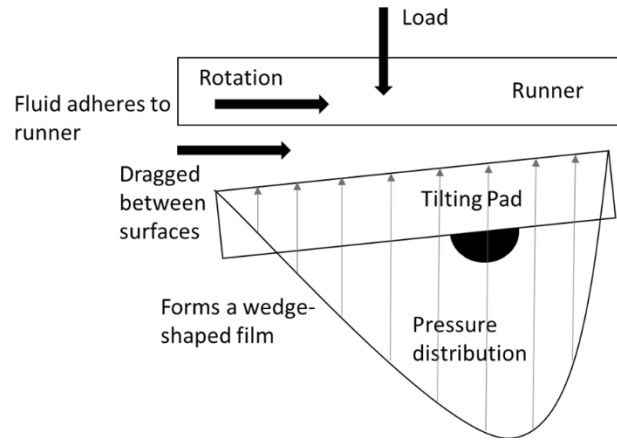 Load
Rotation
Runner
Fluid adheres to
runner
Dragged
between
surfaces
Tilting Pad
Forms a wedge-
shaped film
Pressure
distribution